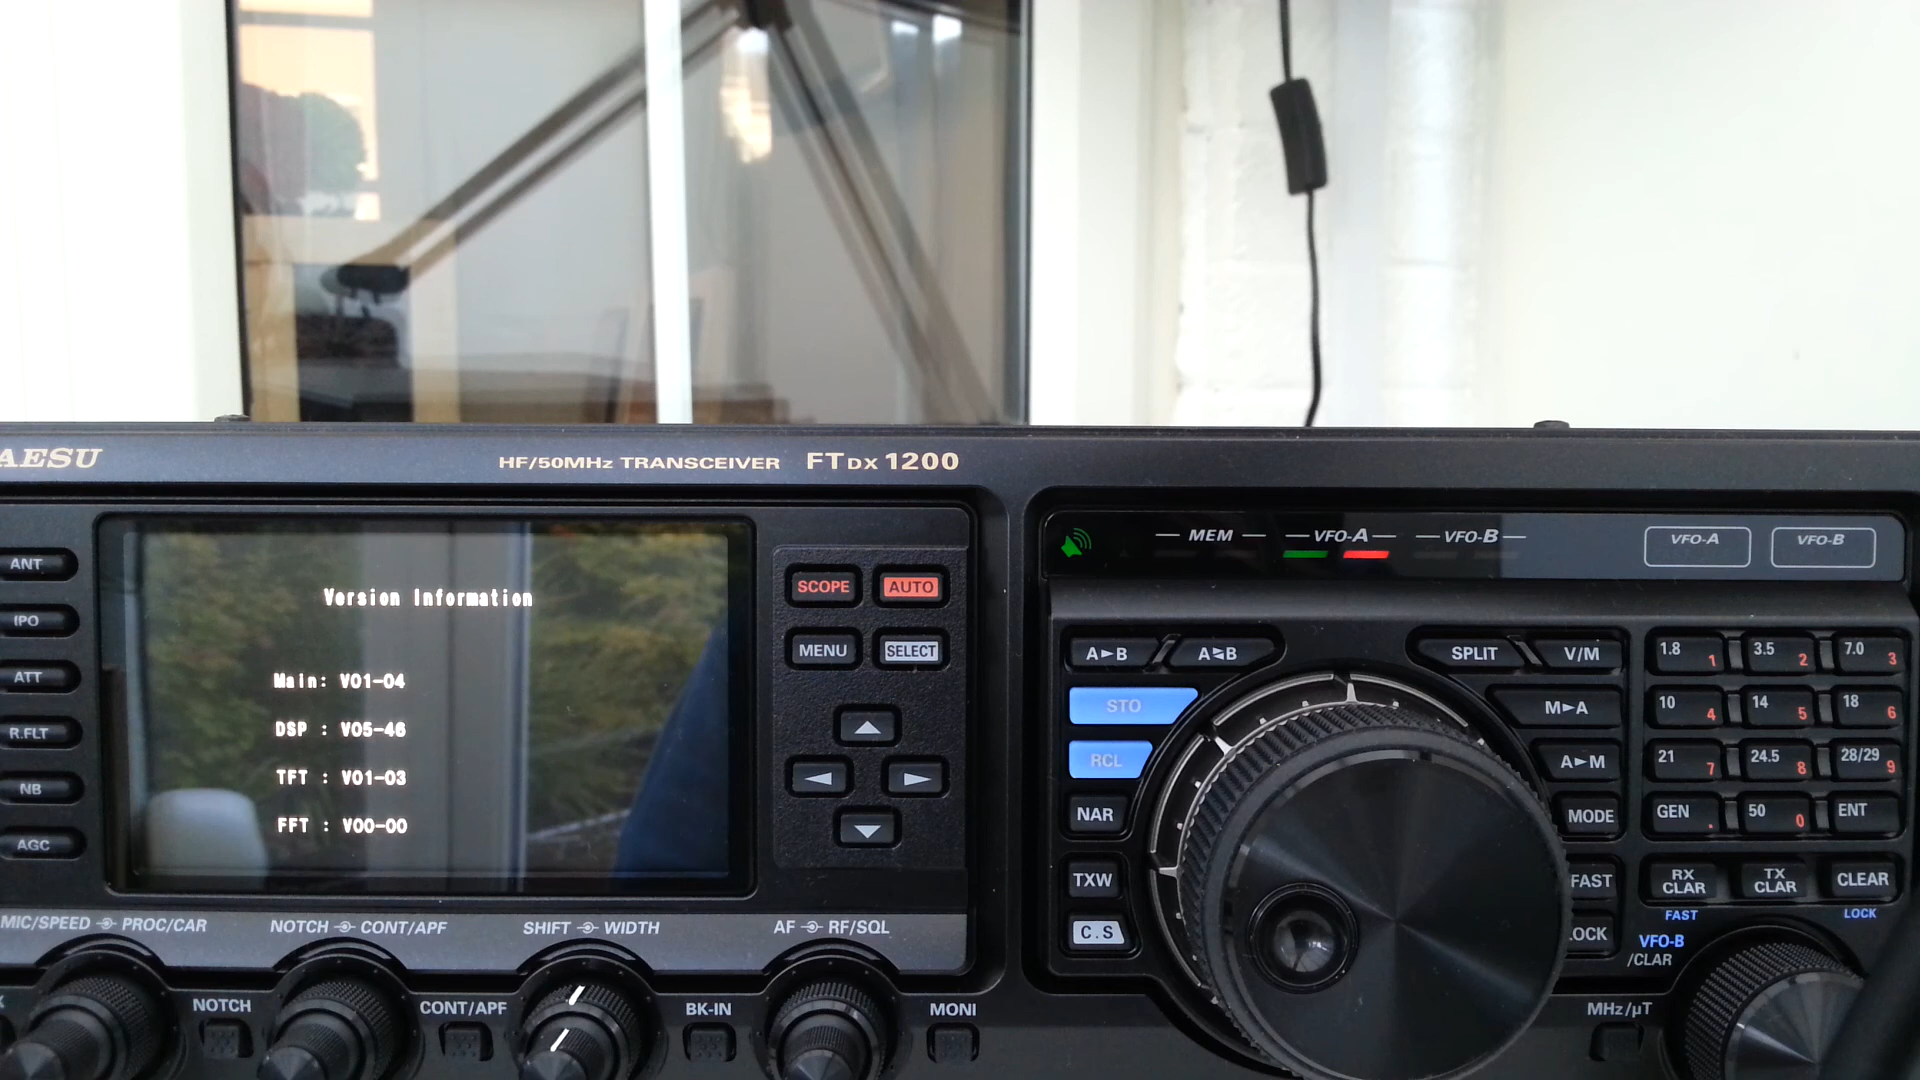 AESU
HF/50MHz TRANSCEIVER FTDX 1200
ANT
IPO
ATT
R.FLT
NB
AGC
Version Information
Main: V01-04
DSP : V05-46
TFT : V01-03
FFT : V00-00
SCOPE AUTO
MENU SELECT
MIC/SPEED PROC/CAR NOTCH CONT/APF SHIFT WIDTH AF RF/SQL
NOTCH CONT/APF BK-IN MONI
MEM VFO-A VFO-B VFO-A VFO-B
A►B A B SPLIT V/M
STO M►A
RCL A►M
NAR MODE
TXW FAST
C.S LOCK
1.8 1 3.5 2 7.0 3
10 4 14 5 18 6
21 7 24.5 8 28/29 9
GEN . 50 0 ENT
RX CLAR TX CLAR CLEAR
FAST LOCK
VFO-B
/CLAR
MHz/µT